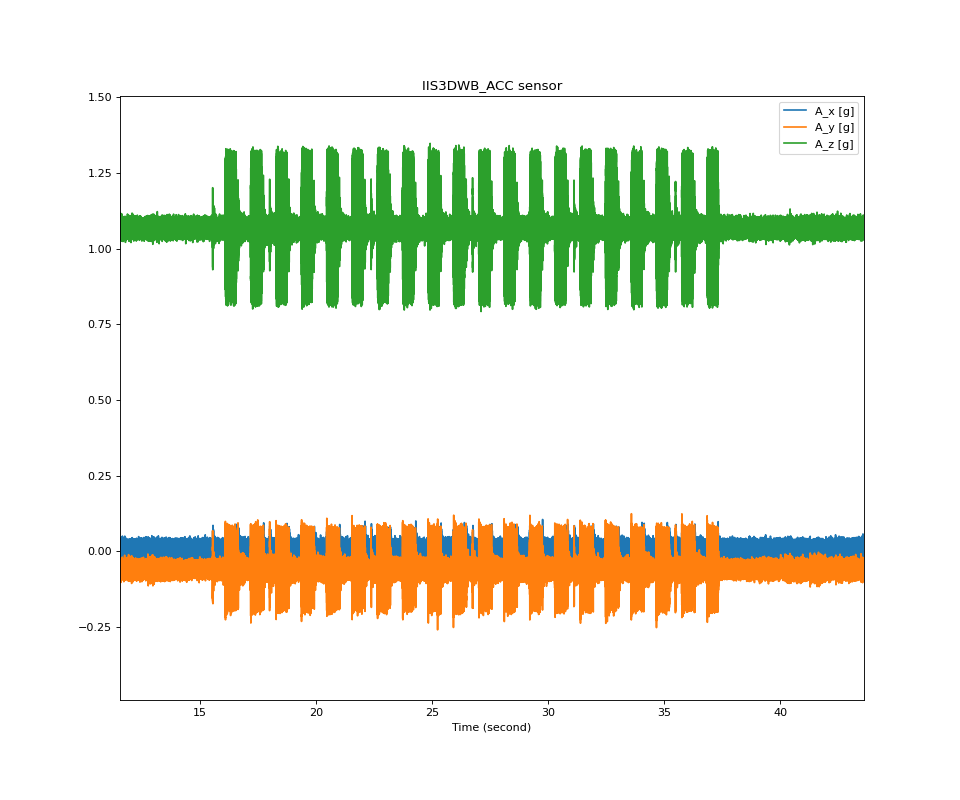 IIS3DWB_ACC sensor
A_x [g]
A_y [g]
A_z [g]
1.50
1.25
1.00
0.75
0.50
0.25
0.00
−0.25
15 20 25 30 35 40
Time (second)